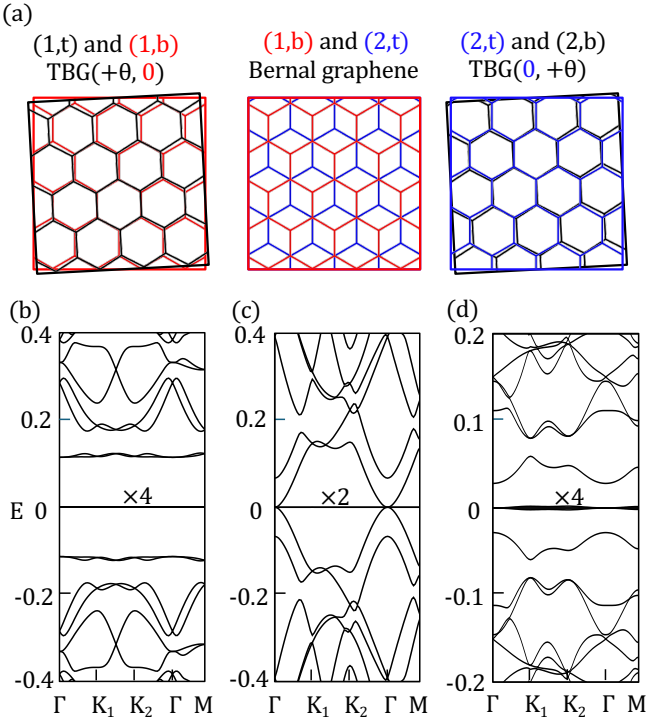 (a)
(1,t) and (1,b)
TBG(+θ, 0)
(1,b) and (2,t)
Bernal graphene
(2,t) and (2,b)
TBG(0, +θ)
(b)
(c)
(d)
0.4
0.2
E 0
-0.2
-0.4
×4
Γ K₁ K₂ Γ M
0.4
0.2
0
-0.2
-0.4
×2
Γ K₁ K₂ Γ M
0.2
0.1
0
-0.1
-0.2
×4
Γ K₁ K₂ Γ M